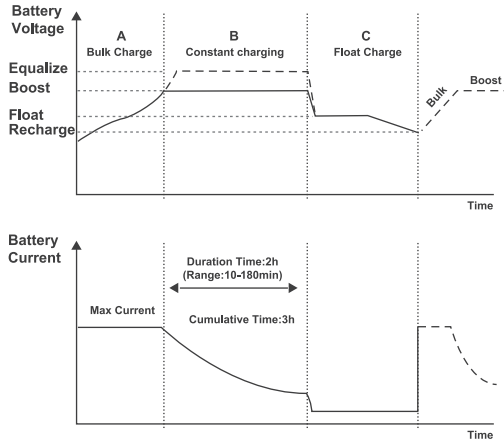 Battery
Voltage
A
B
C
Bulk Charge
Constant charging
Float Charge
Equalize
Boost
Float
Recharge
Bulk
Boost
Time
Battery
Current
Duration Time:2h
(Range:10-180min)
Max Current
Cumulative Time:3h
Time